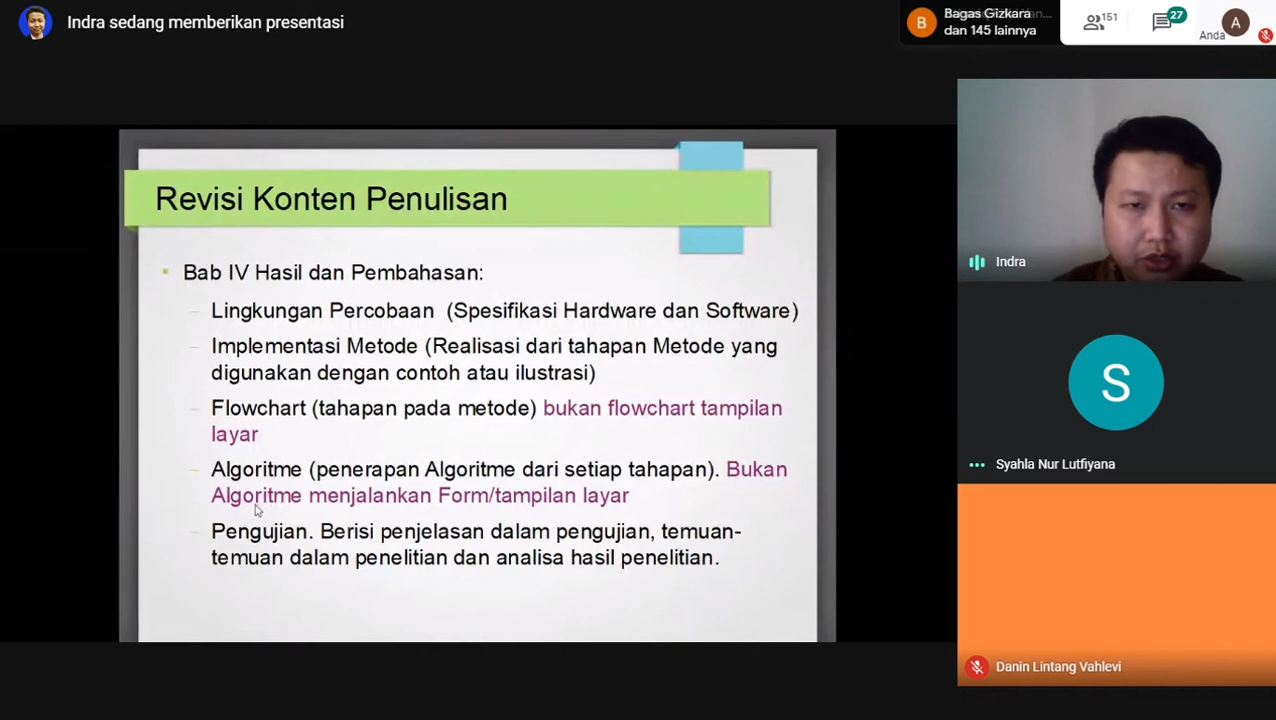 Indra sedang memberikan presentasi
B
Bagas Gizkara
dan 145 lainnya
151
27
Anda
A
Revisi Konten Penulisan
Bab IV Hasil dan Pembahasan:
Lingkungan Percobaan (Spesifikasi Hardware dan Software)
Implementasi Metode (Realisasi dari tahapan Metode yang
digunakan dengan contoh atau ilustrasi)
Flowchart (tahapan pada metode) bukan flowchart tampilan
layar
Algoritme (penerapan Algoritme dari setiap tahapan). Bukan
Algoritme menjalankan Form/tampilan layar
Pengujian. Berisi penjelasan dalam pengujian, temuan-
temuan dalam penelitian dan analisa hasil penelitian.
Indra
S
Syahla Nur Lutfiyana
Danin Lintang Vahlevi